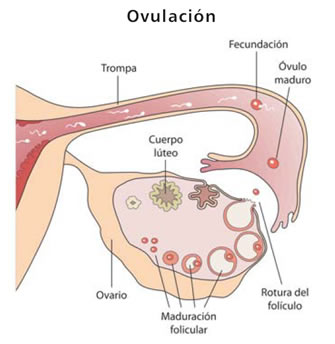 Ovulación
Fecundación
Trompa
Óvulo
maduro
Cuerpo
lúteo
Ovario
Maduración
folicular
Rotura del
folículo